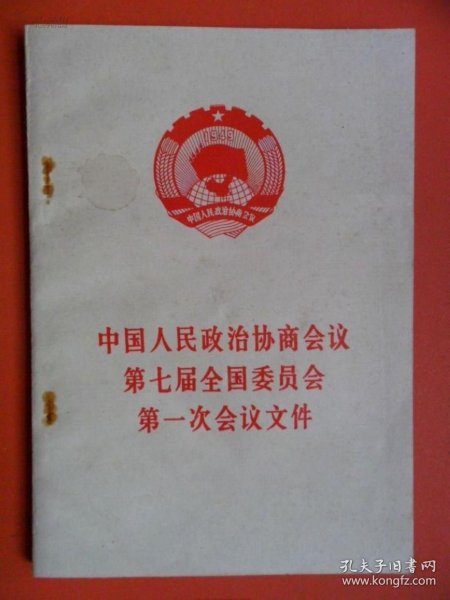 1949
中国人民政治协商会议
中国人民政治协商会议
第七届全国委员会
第一次会议文件
孔夫子旧书网
www.kongfz.com